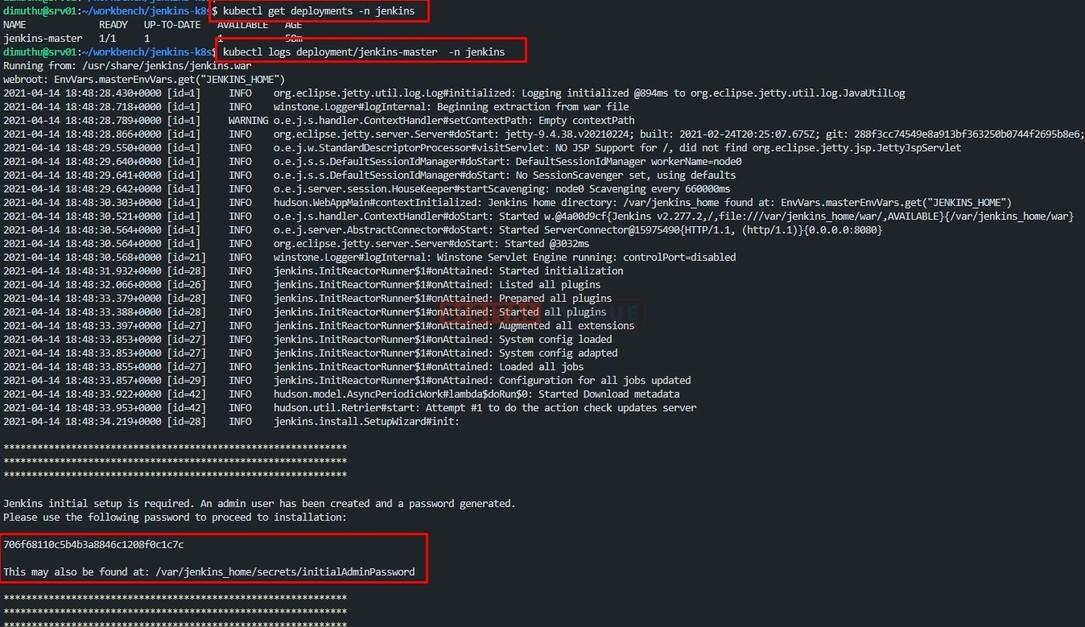 dimuthu@srv01:~/workbench/jenkins-k8s$ kubectl get deployments -n jenkins
NAME READY UP-TO-DATE AVAILABLE AGE
jenkins-master 1/1 1 1 58m
dimuthu@srv01:~/workbench/jenkins-k8s$ kubectl logs deployment/jenkins-master -n jenkins
Running from: /usr/share/jenkins/jenkins.war
webroot: EnvVars.masterEnvVars.get("JENKINS_HOME")
2021-04-14 18:48:28.430+0000 [id=1] INFO org.eclipse.jetty.util.log.Log#initialized: Logging initialized @894ms to org.eclipse.jetty.util.log.JavaUtilLog
2021-04-14 18:48:28.718+0000 [id=1] INFO winstone.Logger#logInternal: Beginning extraction from war file
2021-04-14 18:48:28.789+0000 [id=1] WARNING o.e.j.s.handler.ContextHandler#setContextPath: Empty contextPath
2021-04-14 18:48:28.866+0000 [id=1] INFO org.eclipse.jetty.server.Server#doStart: jetty-9.4.38.v20210224; built: 2021-02-24T20:25:07.675Z; git: 288f3cc74549e8a913bf363250b0744f2695b8e6;
2021-04-14 18:48:29.550+0000 [id=1] INFO o.e.j.w.StandardDescriptorProcessor#visitServlet: NO JSP Support for /, did not find org.eclipse.jetty.jsp.JettyJspServlet
2021-04-14 18:48:29.640+0000 [id=1] INFO o.e.j.s.s.DefaultSessionIdManager#doStart: DefaultSessionIdManager workerName=node0
2021-04-14 18:48:29.641+0000 [id=1] INFO o.e.j.s.s.DefaultSessionIdManager#doStart: No SessionScavenger set, using defaults
2021-04-14 18:48:29.642+0000 [id=1] INFO o.e.j.server.session.HouseKeeper#startScavenging: node0 Scavenging every 660000ms
2021-04-14 18:48:30.303+0000 [id=1] INFO hudson.WebAppMain#contextInitialized: Jenkins home directory: /var/jenkins_home found at: EnvVars.masterEnvVars.get("JENKINS_HOME")
2021-04-14 18:48:30.521+0000 [id=1] INFO o.e.j.s.handler.ContextHandler#doStart: Started w.@4a00d9cf{Jenkins v2.277.2,/,file:///var/jenkins_home/war/,AVAILABLE}{/var/jenkins_home/war}
2021-04-14 18:48:30.564+0000 [id=1] INFO o.e.j.server.AbstractConnector#doStart: Started ServerConnector@15975490{HTTP/1.1, (http/1.1)}{0.0.0.0:8080}
2021-04-14 18:48:30.564+0000 [id=1] INFO org.eclipse.jetty.server.Server#doStart: Started @3032ms
2021-04-14 18:48:30.568+0000 [id=21] INFO winstone.Logger#logInternal: Winstone Servlet Engine running: controlPort=disabled
2021-04-14 18:48:31.932+0000 [id=28] INFO jenkins.InitReactorRunner$1#onAttained: Started initialization
2021-04-14 18:48:32.066+0000 [id=26] INFO jenkins.InitReactorRunner$1#onAttained: Listed all plugins
2021-04-14 18:48:33.379+0000 [id=28] INFO jenkins.InitReactorRunner$1#onAttained: Prepared all plugins
2021-04-14 18:48:33.388+0000 [id=28] INFO jenkins.InitReactorRunner$1#onAttained: Started all plugins
2021-04-14 18:48:33.397+0000 [id=27] INFO jenkins.InitReactorRunner$1#onAttained: Augmented all extensions
2021-04-14 18:48:33.853+0000 [id=27] INFO jenkins.InitReactorRunner$1#onAttained: System config loaded
2021-04-14 18:48:33.853+0000 [id=27] INFO jenkins.InitReactorRunner$1#onAttained: System config adapted
2021-04-14 18:48:33.855+0000 [id=27] INFO jenkins.InitReactorRunner$1#onAttained: Loaded all jobs
2021-04-14 18:48:33.857+0000 [id=29] INFO jenkins.InitReactorRunner$1#onAttained: Configuration for all jobs updated
2021-04-14 18:48:33.922+0000 [id=42] INFO hudson.model.AsyncPeriodicWork#lambda$doRun$0: Started Download metadata
2021-04-14 18:48:33.953+0000 [id=42] INFO hudson.util.Retrier#start: Attempt #1 to do the action check updates server
2021-04-14 18:48:34.219+0000 [id=28] INFO jenkins.install.SetupWizard#init:
*************************************************************
*************************************************************
*************************************************************
Jenkins initial setup is required. An admin user has been created and a password generated.
Please use the following password to proceed to installation:
706f68110c5b4b3a8846c1208f0c1c7c
This may also be found at: /var/jenkins_home/secrets/initialAdminPassword
*************************************************************
*************************************************************
*************************************************************